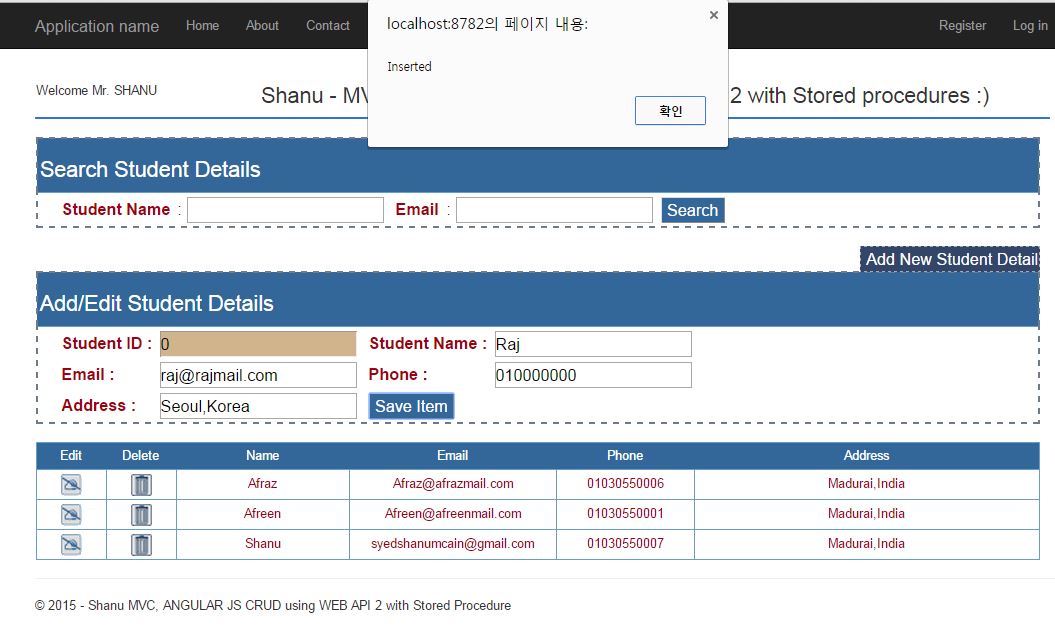 Application name Home About Contact Register Log in
localhost:8782의 페이지 내용:
Inserted
확인
Welcome Mr. SHANU
Shanu - 2 with Stored procedures :)
Search Student Details
Student Name : Email : Search
Add New Student Detail
Add/Edit Student Details
Student ID : 0 Student Name : Raj
Email : raj@rajmail.com Phone : 010000000
Address : Seoul,Korea Save Item
Edit Delete Name Email Phone Address
Afraz Afraz@afrazmail.com 01030550006 Madurai,India
Afreen Afreen@afreenmail.com 01030550001 Madurai,India
Shanu syedshanumcain@gmail.com 01030550007 Madurai,India
© 2015 - Shanu MVC, ANGULAR JS CRUD using WEB API 2 with Stored Procedure